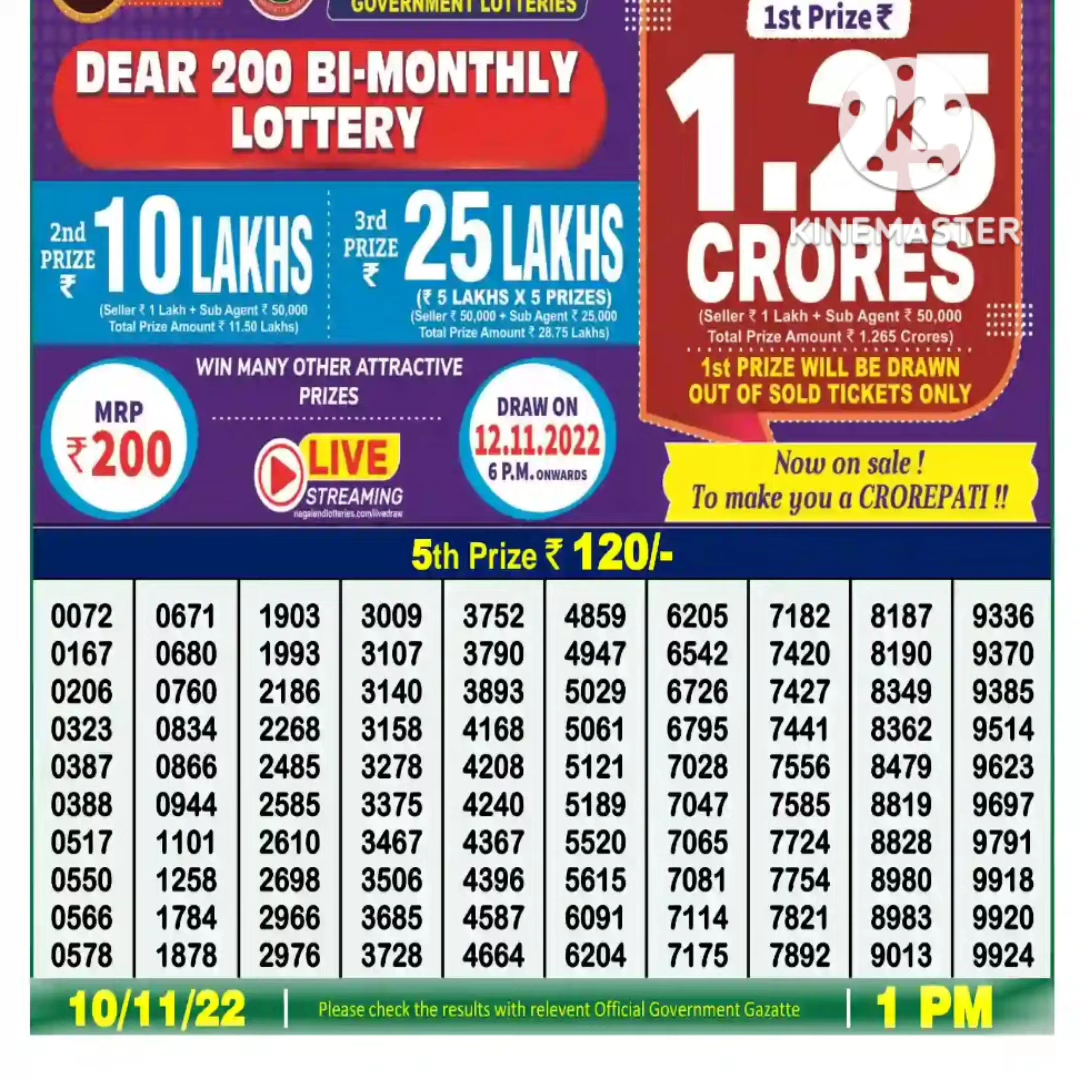 GOVERNMENT LOTTERIES
1st Prize ₹
DEAR 200 BI-MONTHLY
LOTTERY
1.25
CRORES
K
KINEMASTER
2nd
PRIZE
₹
10 LAKHS
(Seller ₹ 1 Lakh + Sub Agent ₹ 50,000
Total Prize Amount ₹ 11.50 Lakhs)
3rd
PRIZE
₹
25 LAKHS
(₹ 5 LAKHS X 5 PRIZES)
(Seller ₹ 50,000 + Sub Agent ₹ 25,000
Total Prize Amount ₹ 28.75 Lakhs)
(Seller ₹ 1 Lakh + Sub Agent ₹ 50,000
Total Prize Amount ₹ 1.265 Crores)
1st PRIZE WILL BE DRAWN
OUT OF SOLD TICKETS ONLY
WIN MANY OTHER ATTRACTIVE
PRIZES
MRP
₹200
LIVE
STREAMING
nagalandlotteries.com/livedraw
DRAW ON
12.11.2022
6 P.M. ONWARDS
Now on sale !
To make you a CROREPATI !!
5th Prize ₹ 120/-
0072 0671 1903 3009 3752 4859 6205 7182 8187 9336
0167 0680 1993 3107 3790 4947 6542 7420 8190 9370
0206 0760 2186 3140 3893 5029 6726 7427 8349 9385
0323 0834 2268 3158 4168 5061 6795 7441 8362 9514
0387 0866 2485 3278 4208 5121 7028 7556 8479 9623
0388 0944 2585 3375 4240 5189 7047 7585 8819 9697
0517 1101 2610 3467 4367 5520 7065 7724 8828 9791
0550 1258 2698 3506 4396 5615 7081 7754 8980 9918
0566 1784 2966 3685 4587 6091 7114 7821 8983 9920
0578 1878 2976 3728 4664 6204 7175 7892 9013 9924
10/11/22
Please check the results with relevent Official Government Gazatte
1 PM